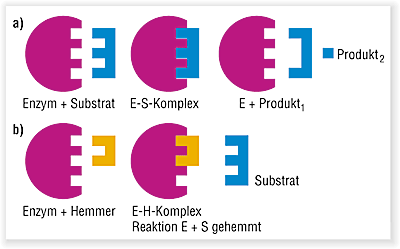 a)
Produkt2
Enzym + Substrat E-S-Komplex E + Produkt1
b)
Substrat
Enzym + Hemmer E-H-Komplex
Reaktion E + S gehemmt